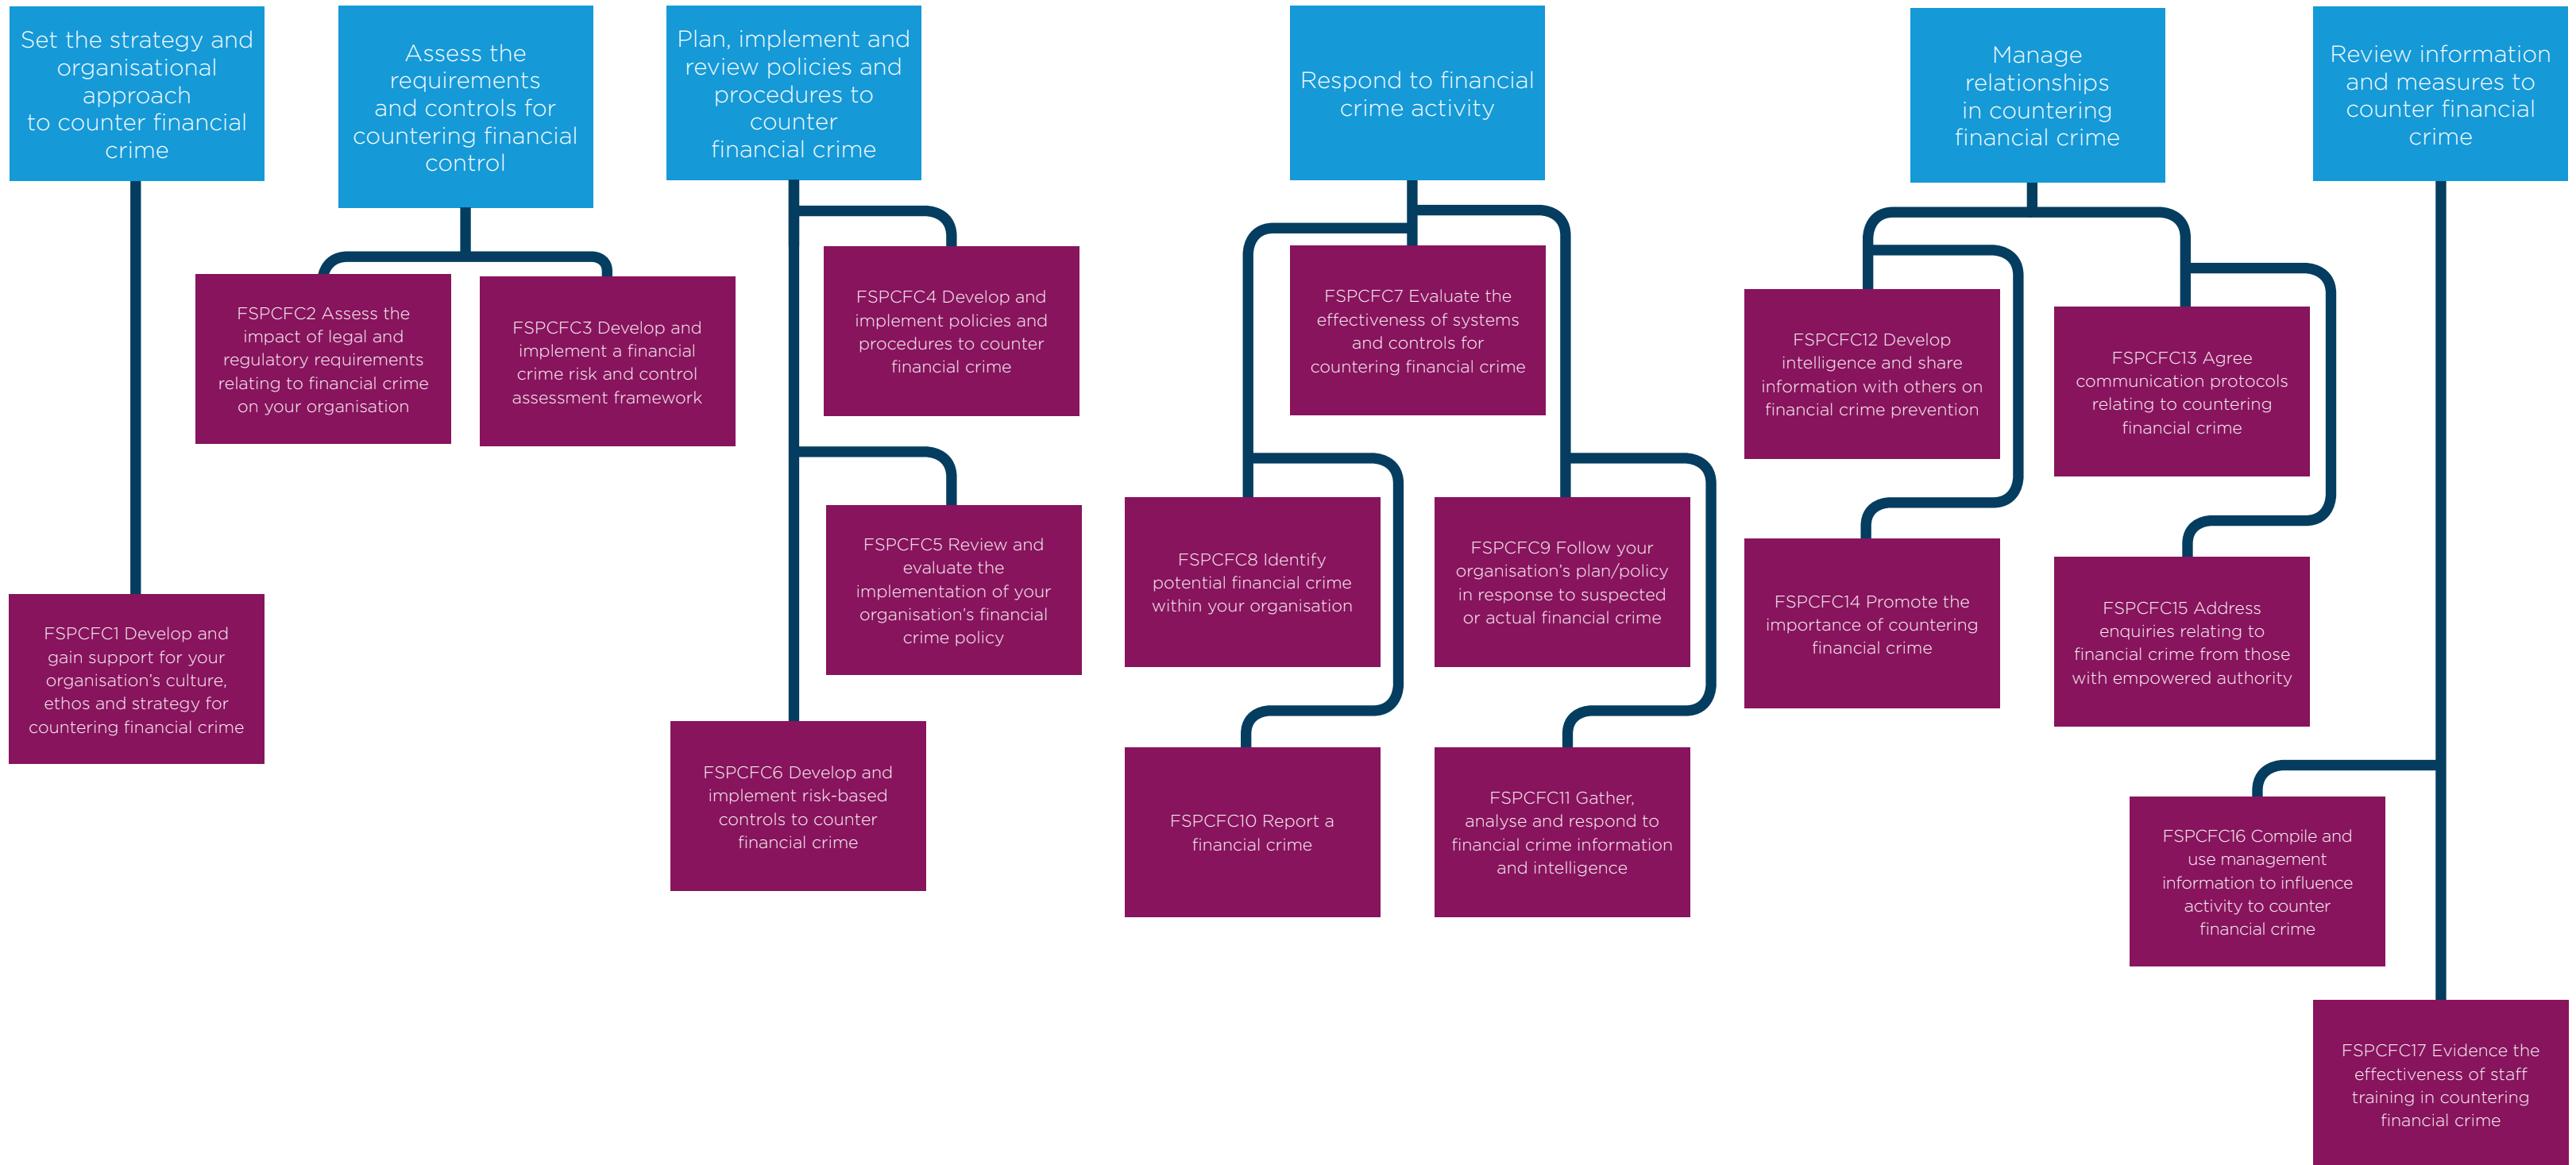 Set the strategy and
organisational
approach
to counter financial
crime
Assess the
requirements
and controls for
countering financial
control
Plan, implement and
review policies and
procedures to
counter
financial crime
Respond to financial
crime activity
Manage
relationships
in countering
financial crime
Review information
and measures to
counter financial
crime
FSPCFC1 Develop and
gain support for your
organisation’s culture,
ethos and strategy for
countering financial crime
FSPCFC2 Assess the
impact of legal and
regulatory requirements
relating to financial crime
on your organisation
FSPCFC3 Develop and
implement a financial
crime risk and control
assessment framework
FSPCFC4 Develop and
implement policies and
procedures to counter
financial crime
FSPCFC5 Review and
evaluate the
implementation of your
organisation’s financial
crime policy
FSPCFC6 Develop and
implement risk-based
controls to counter
financial crime
FSPCFC7 Evaluate the
effectiveness of systems
and controls for
countering financial crime
FSPCFC8 Identify
potential financial crime
within your organisation
FSPCFC9 Follow your
organisation’s plan/policy
in response to suspected
or actual financial crime
FSPCFC10 Report a
financial crime
FSPCFC11 Gather,
analyse and respond to
financial crime information
and intelligence
FSPCFC12 Develop
intelligence and share
information with others on
financial crime prevention
FSPCFC13 Agree
communication protocols
relating to countering
financial crime
FSPCFC14 Promote the
importance of countering
financial crime
FSPCFC15 Address
enquiries relating to
financial crime from those
with empowered authority
FSPCFC16 Compile and
use management
information to influence
activity to counter
financial crime
FSPCFC17 Evidence the
effectiveness of staff
training in countering
financial crime